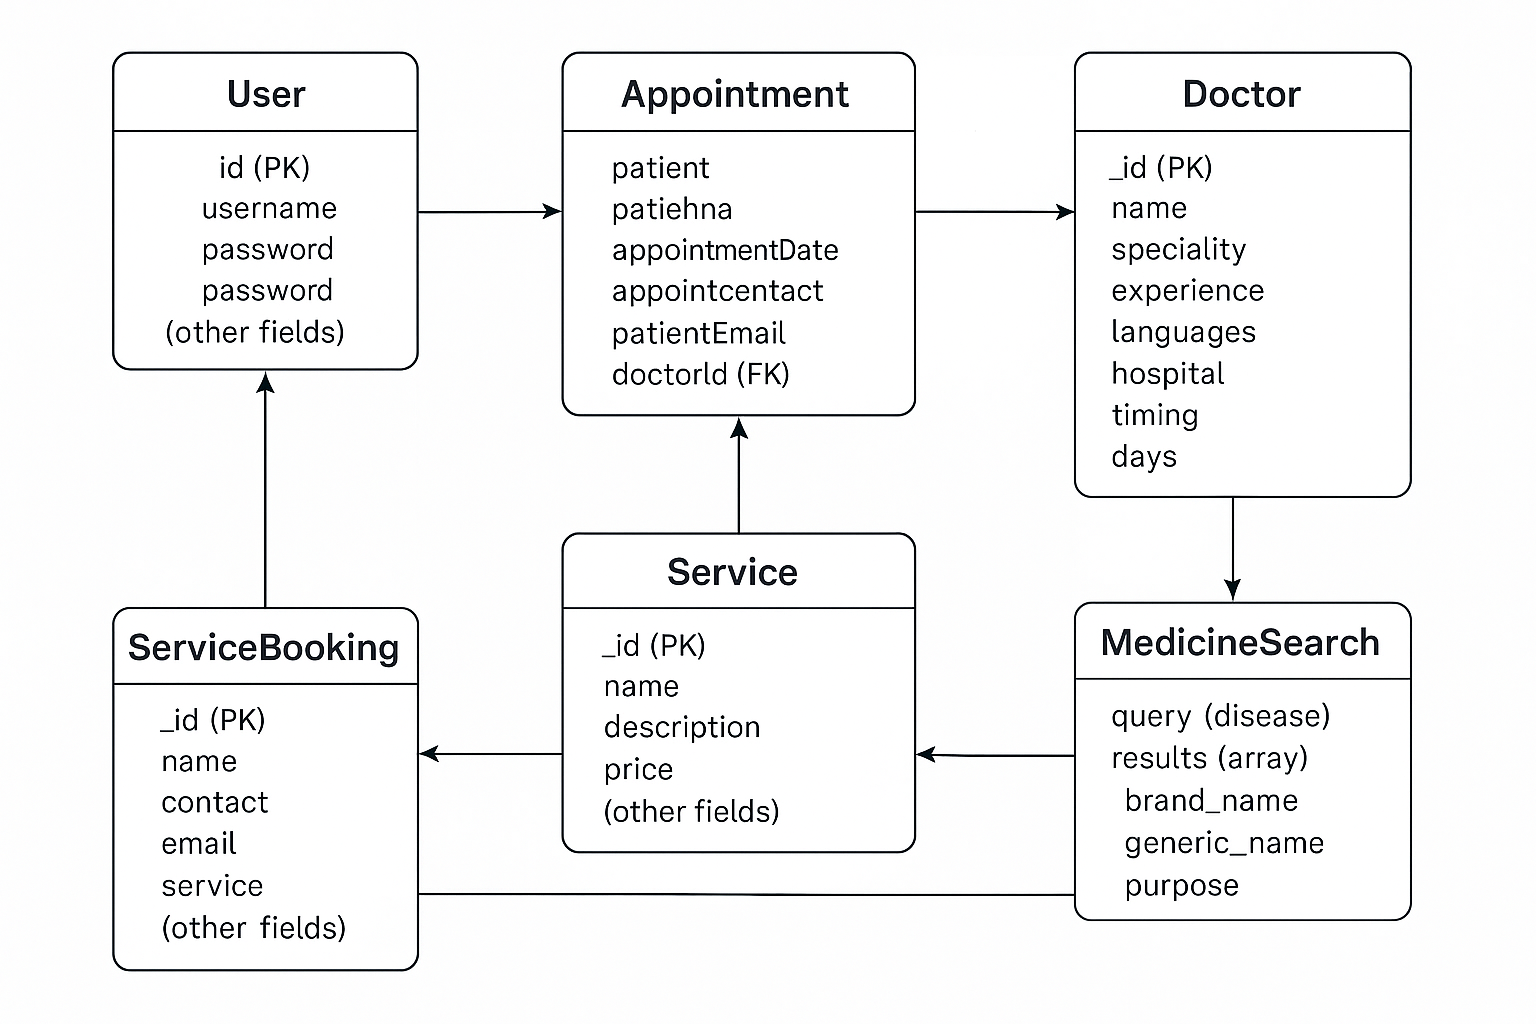 User
id (PK)
username
password
password
(other fields)
Appointment
patient
patiehna
appointmentDate
appointcentact
patientEmail
doctorld (FK)
Doctor
_id (PK)
name
speciality
experience
languages
hospital
timing
days
ServiceBooking
_id (PK)
name
contact
email
service
(other fields)
Service
_id (PK)
name
description
price
(other fields)
MedicineSearch
query (disease)
results (array)
brand_name
generic_name
purpose